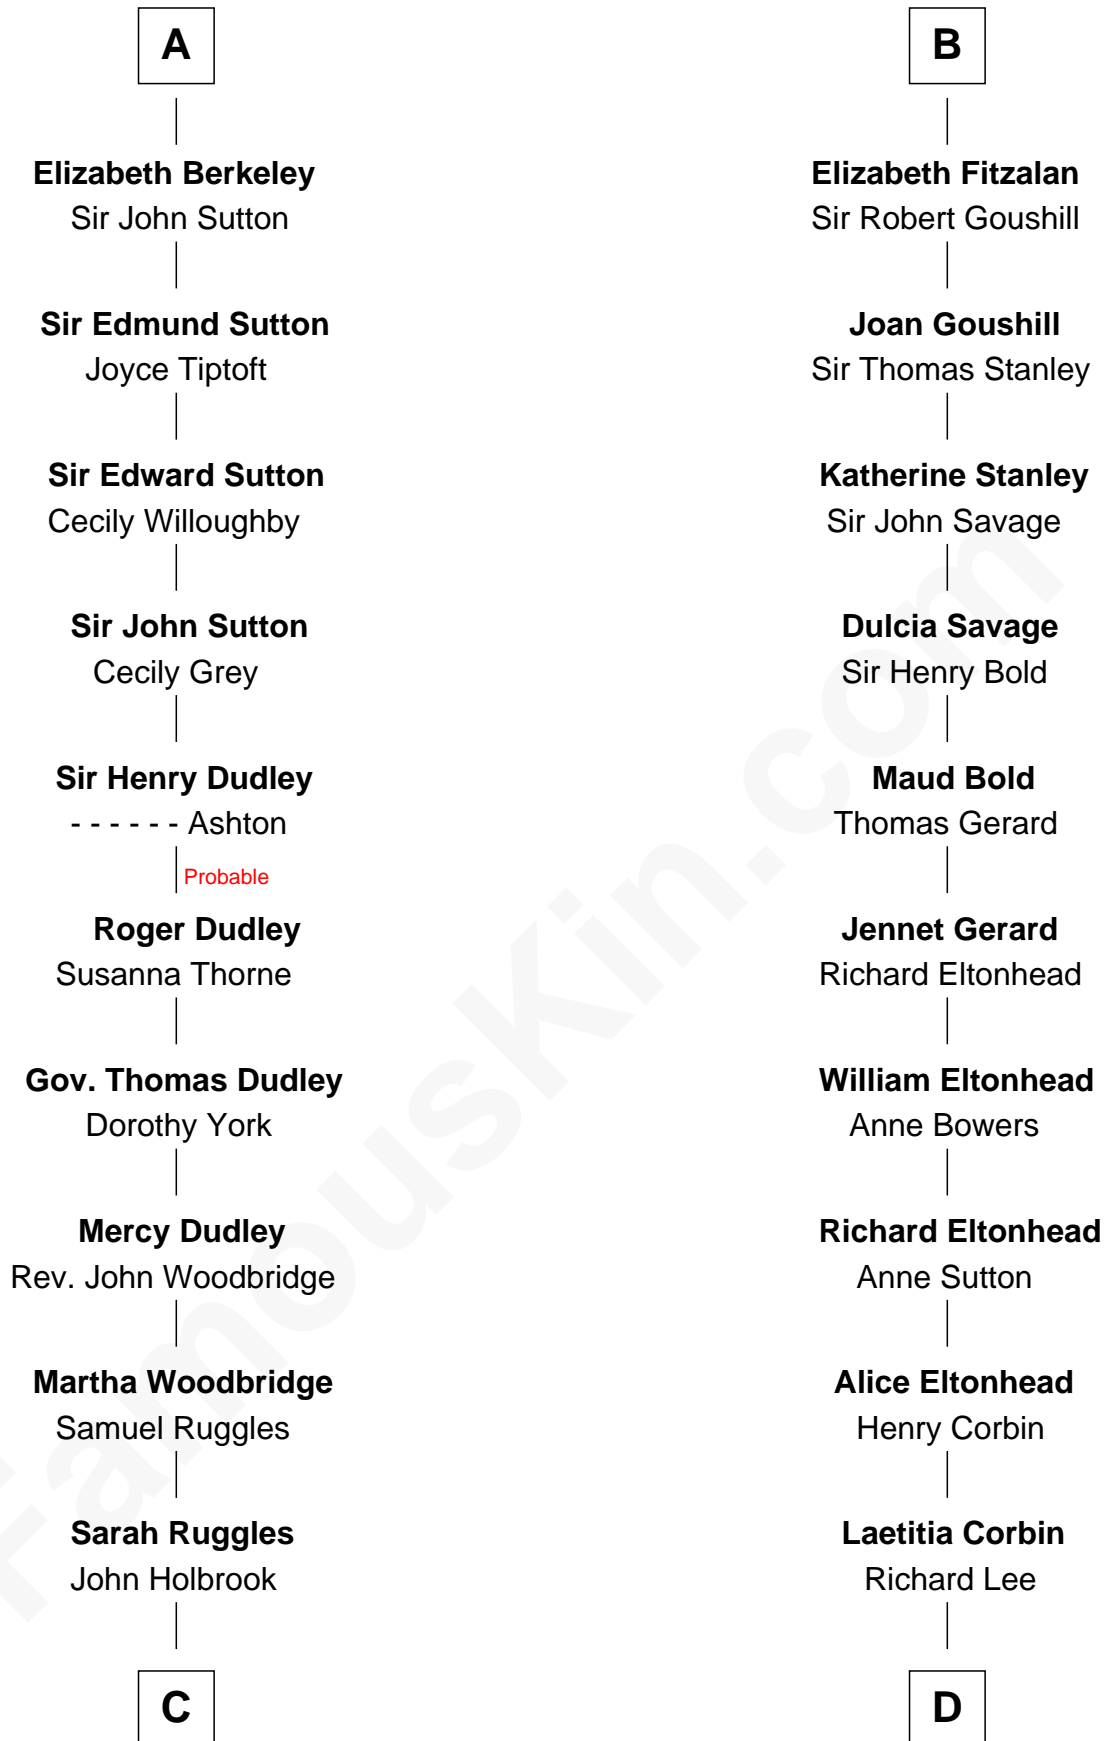 A
Elizabeth Berkeley
Sir John Sutton
Sir Edmund Sutton
Joyce Tiptoft
Sir Edward Sutton
Cecily Willoughby
Sir John Sutton
Cecily Grey
Sir Henry Dudley
- - - - - - Ashton
Probable
Roger Dudley
Susanna Thorne
Gov. Thomas Dudley
Dorothy York
Mercy Dudley
Rev. John Woodbridge
Martha Woodbridge
Samuel Ruggles
Sarah Ruggles
John Holbrook
C
B
Elizabeth Fitzalan
Sir Robert Goushill
Joan Goushill
Sir Thomas Stanley
Katherine Stanley
Sir John Savage
Dulcia Savage
Sir Henry Bold
Maud Bold
Thomas Gerard
Jennet Gerard
Richard Eltonhead
William Eltonhead
Anne Bowers
Richard Eltonhead
Anne Sutton
Alice Eltonhead
Henry Corbin
Laetitia Corbin
Richard Lee
D
FamousKin.com